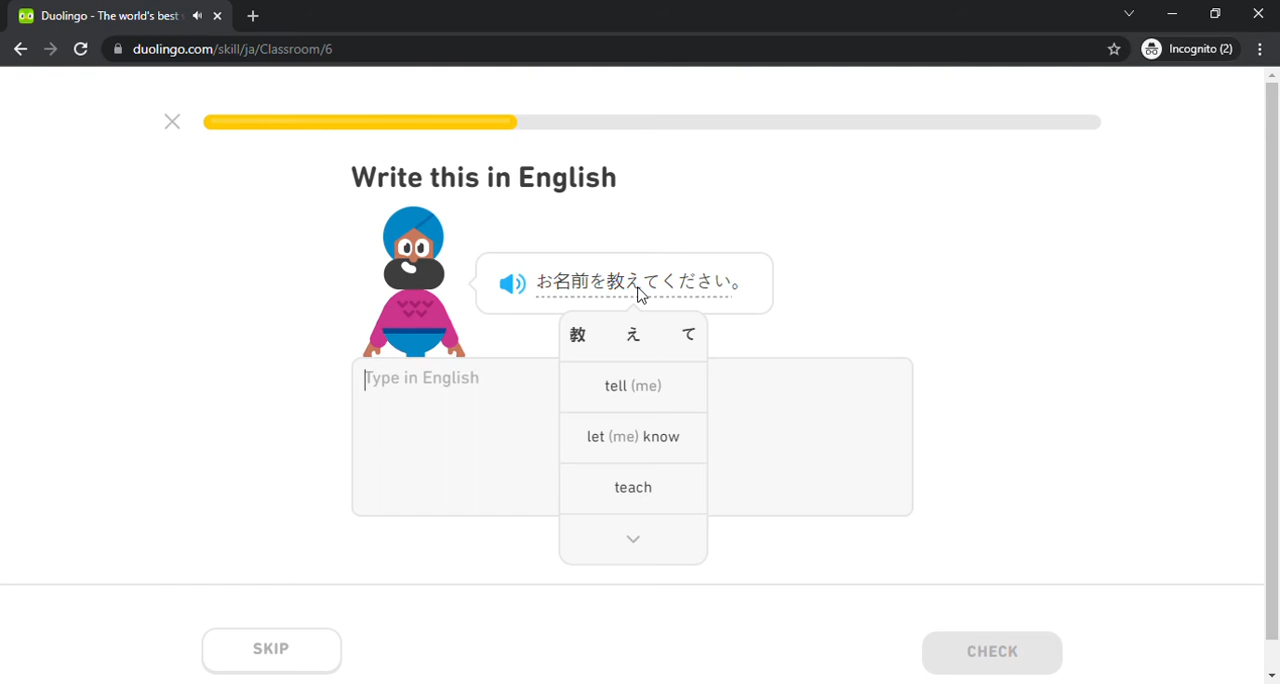 Duolingo - The world's best
duolingo.com/skill/ja/Classroom/6
Incognito (2)
Write this in English
お名前を教えてください。
教 え て
tell (me)
let (me) know
teach
Type in English
SKIP
CHECK